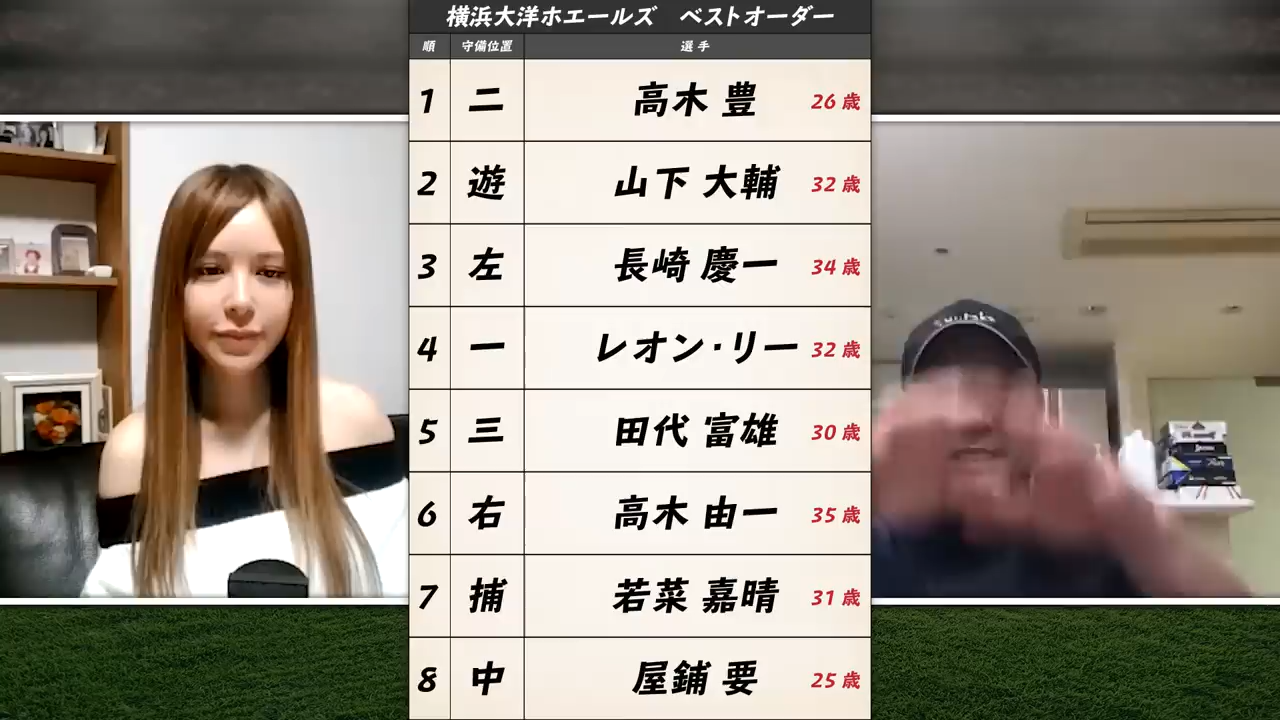 横浜大洋ホエールズ ベストオーダー
順 守備位置 選手
1 二 高木 豊 26歳
2 遊 山下 大輔 32歳
3 左 長崎 慶一 34歳
4 一 レオン・リー 32歳
5 三 田代 富雄 30歳
6 右 高木 由一 35歳
7 捕 若菜 嘉晴 31歳
8 中 屋鋪 要 25歳